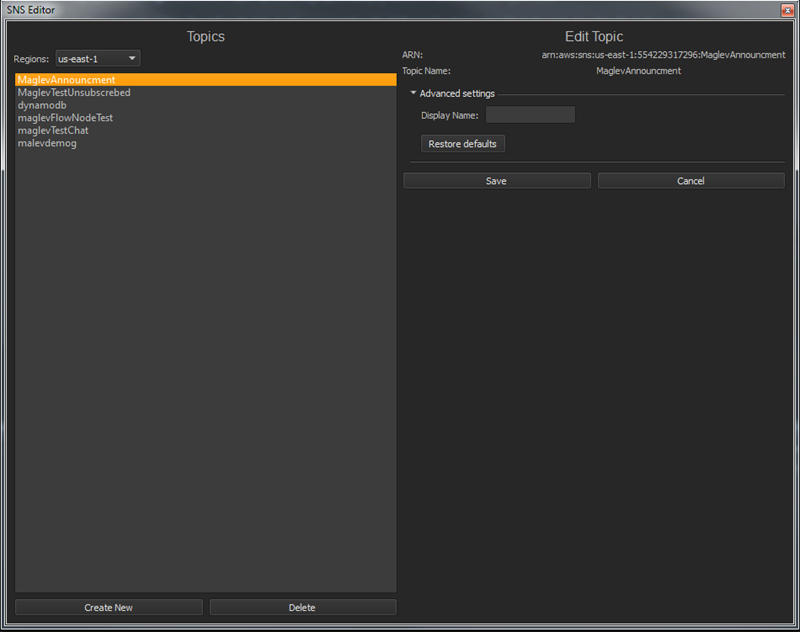 SNS Editor
Topics
Regions: us-east-1
MaglevAnnouncment
MaglevTestUnsubscrebed
dynamodb
maglevFlowNodeTest
maglevTestChat
malevdemog
Create New
Delete
Edit Topic
ARN: arn:aws:sns:us-east-1:554229317296:MaglevAnnouncment
Topic Name: MaglevAnnouncment
Advanced settings
Display Name:
Restore defaults
Save
Cancel